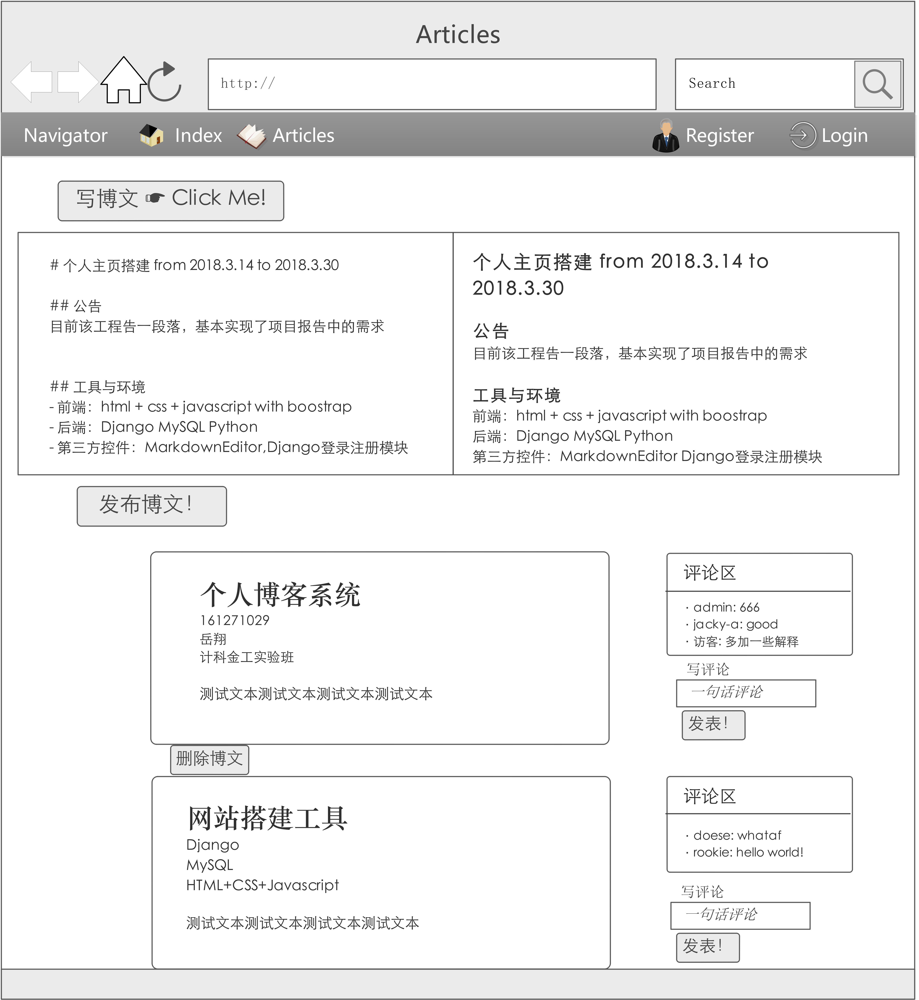 Articles
http://
Search
Navigator Index Articles Register Login
写博文 ☛ Click Me!
# 个人主页搭建 from 2018.3.14 to 2018.3.30
## 公告
目前该工程告一段落，基本实现了项目报告中的需求
## 工具与环境
- 前端：html + css + javascript with boostrap
- 后端：Django MySQL Python
- 第三方控件：MarkdownEditor,Django登录注册模块
个人主页搭建 from 2018.3.14 to
2018.3.30
公告
目前该工程告一段落，基本实现了项目报告中的需求
工具与环境
前端：html + css + javascript with boostrap
后端：Django MySQL Python
第三方控件：MarkdownEditor Django登录注册模块
发布博文！
个人博客系统
161271029
岳翔
计科金工实验班
测试文本测试文本测试文本测试文本
评论区
· admin: 666
· jacky-a: good
· 访客: 多加一些解释
写评论
一句话评论
发表！
删除博文
网站搭建工具
Django
MySQL
HTML+CSS+Javascript
测试文本测试文本测试文本测试文本
评论区
· doese: whataf
· rookie: hello world!
写评论
一句话评论
发表！